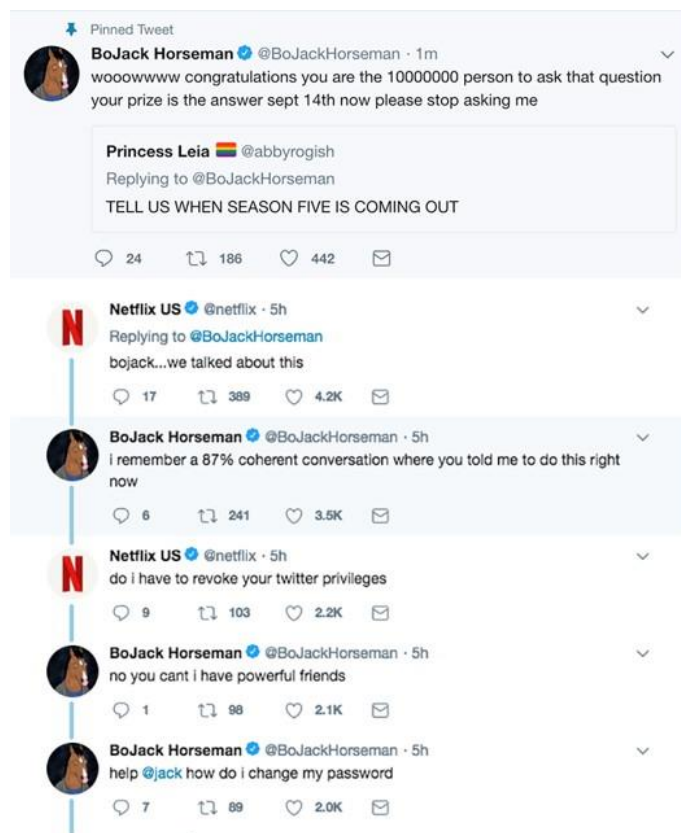 Pinned Tweet
BoJack Horseman @BoJackHorseman · 1m
wooowwww congratulations you are the 10000000 person to ask that question
your prize is the answer sept 14th now please stop asking me
Princess Leia 🏳️‍🌈 @abbyrogish
Replying to @BoJackHorseman
TELL US WHEN SEASON FIVE IS COMING OUT
24 186 442
Netflix US @netflix · 5h
Replying to @BoJackHorseman
bojack...we talked about this
17 389 4.2K
BoJack Horseman @BoJackHorseman · 5h
i remember a 87% coherent conversation where you told me to do this right
now
6 241 3.5K
Netflix US @netflix · 5h
do i have to revoke your twitter privileges
9 103 2.2K
BoJack Horseman @BoJackHorseman · 5h
no you cant i have powerful friends
1 98 2.1K
BoJack Horseman @BoJackHorseman · 5h
help @jack how do i change my password
7 89 2.0K